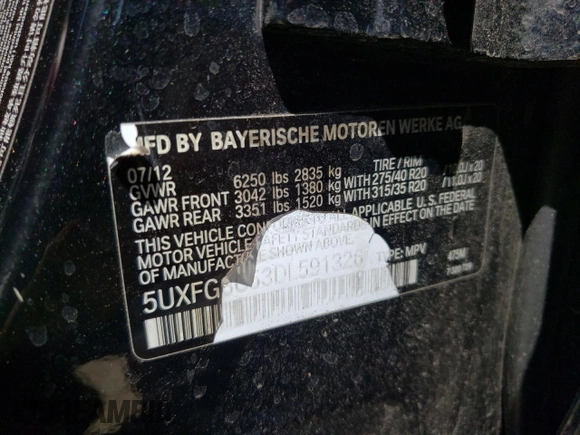 MFD BY BAYERISCHE MOTOREN WERKE AG
07/12
GVWR 6250 lbs 2835 kg TIRE / RIM
GAWR FRONT 3042 lbs 1380 kg WITH 275/40 R20
GAWR REAR 3351 lbs 1520 kg WITH 315/35 R20 /11.0J x20
THIS VEHICLE CONFORMS TO ALL APPLICABLE U.S. FEDERAL
MOTOR VEHICLE SAFETY STANDARDS IN EFFECT ON THE DATE
OF MANUFACTURE SHOWN ABOVE.
TYPE: MPV